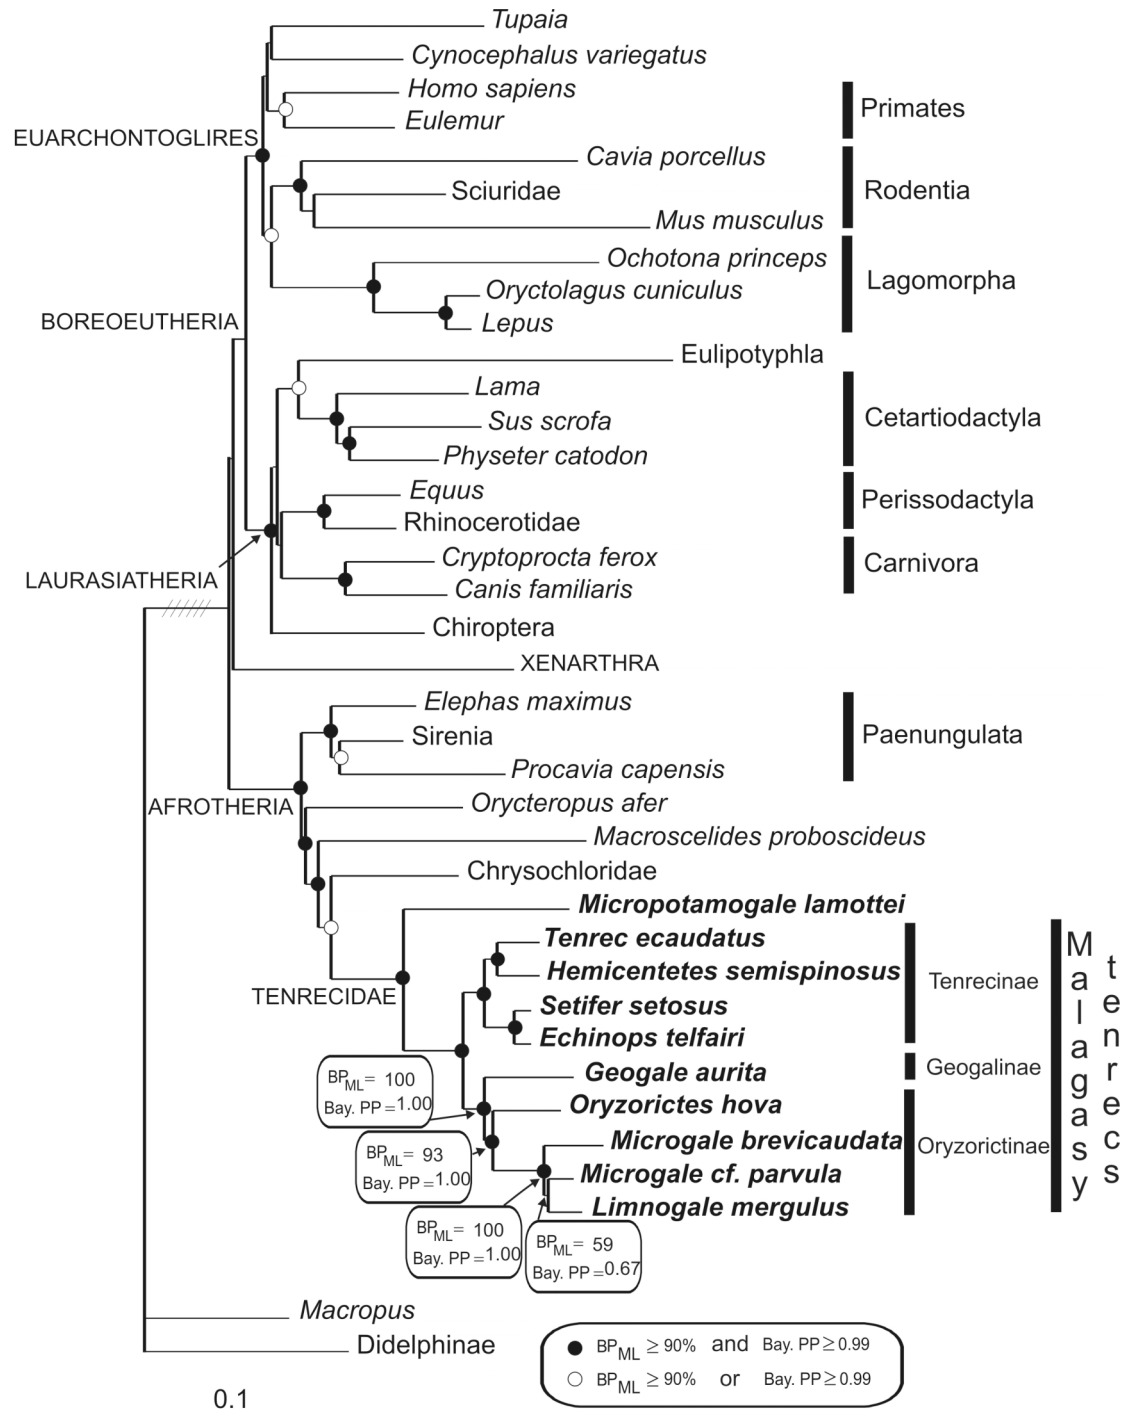 Tupaia
Cynocephalus variegatus
Homo sapiens
Eulemur
Primates
EUARCHONTOGLIRES
Cavia porcellus
Sciuridae
Mus musculus
Rodentia
Ochotona princeps
Oryctolagus cuniculus
Lepus
Lagomorpha
BOREOEUTHERIA
Eulipotyphla
Lama
Sus scrofa
Physeter catodon
Cetartiodactyla
Equus
Rhinocerotidae
Perissodactyla
Cryptoprocta ferox
Canis familiaris
Carnivora
LAURASIATHERIA
Chiroptera
XENARTHRA
Elephas maximus
Sirenia
Procavia capensis
Paenungulata
AFROTHERIA
Orycteropus afer
Macroscelides proboscideus
Chrysochloridae
Micropotamogale lamottei
TENRECIDAE
Tenrec ecaudatus
Hemicentetes semispinosus
Setifer setosus
Echinops telfairi
Tenrecinae
Geogale aurita
Geogalinae
Oryzorictes hova
Microgale brevicaudata
Microgale cf. parvula
Limnogale mergulus
Oryzorictinae
Malagasy
tenrecs
BPML= 100
Bay. PP=1.00
BPML= 93
Bay. PP=1.00
BPML= 100
Bay. PP=1.00
BPML= 59
Bay. PP=0.67
Macropus
Didelphinae
BPML ≥ 90% and Bay. PP≥0.99
BPML ≥ 90% or Bay. PP≥0.99
0.1